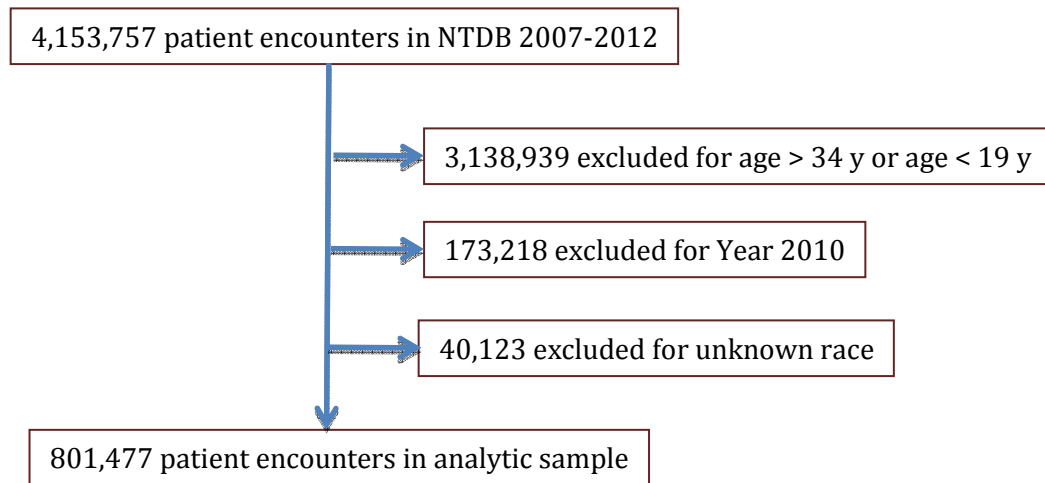 4,153,757 patient encounters in NTDB 2007-2012
3,138,939 excluded for age > 34 y or age < 19 y
173,218 excluded for Year 2010
40,123 excluded for unknown race
801,477 patient encounters in analytic sample